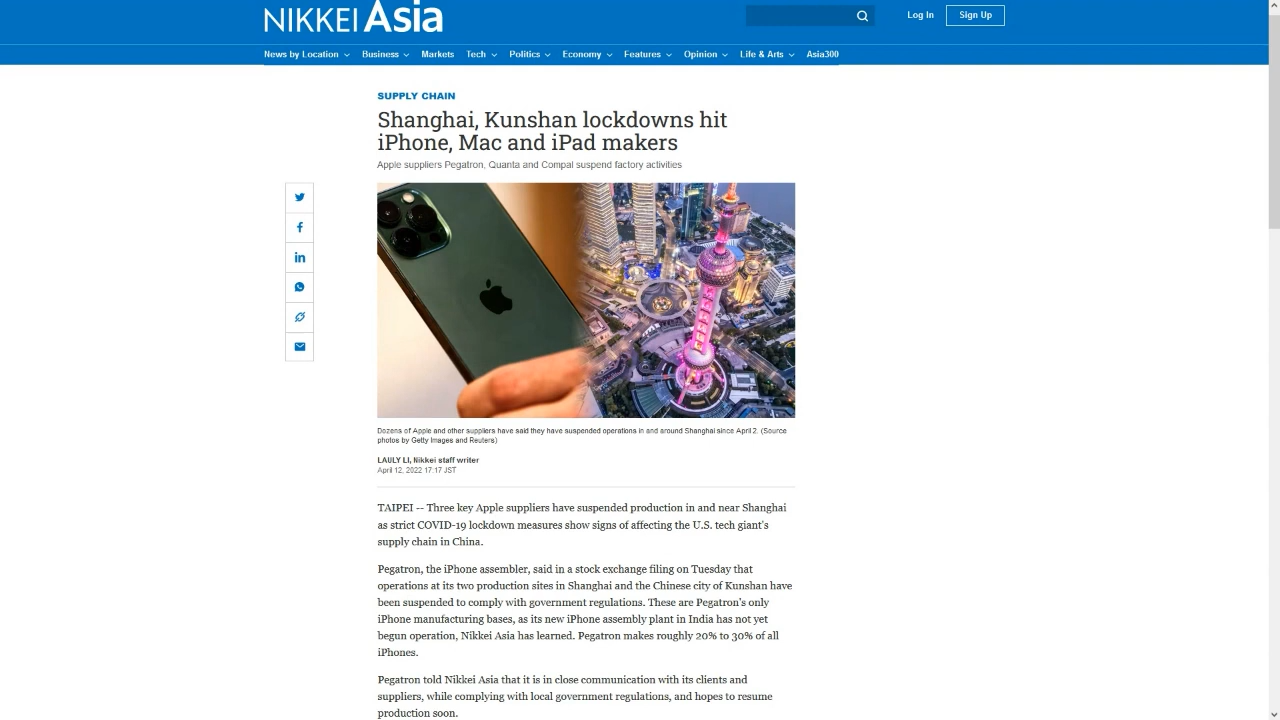 NIKKEI Asia
Log In
Sign Up
News by Location
Business
Markets
Tech
Politics
Economy
Features
Opinion
Life & Arts
Asia300
SUPPLY CHAIN
Shanghai, Kunshan lockdowns hit
iPhone, Mac and iPad makers
Apple suppliers Pegatron, Quanta and Compal suspend factory activities
Dozens of Apple and other suppliers have said they have suspended operations in and around Shanghai since April 2. (Source
photos by Getty Images and Reuters)
LAULY LI, Nikkei staff writer
April 12, 2022 17:17 JST
TAIPEI -- Three key Apple suppliers have suspended production in and near Shanghai
as strict COVID-19 lockdown measures show signs of affecting the U.S. tech giant's
supply chain in China.
Pegatron, the iPhone assembler, said in a stock exchange filing on Tuesday that
operations at its two production sites in Shanghai and the Chinese city of Kunshan have
been suspended to comply with government regulations. These are Pegatron's only
iPhone manufacturing bases, as its new iPhone assembly plant in India has not yet
begun operation, Nikkei Asia has learned. Pegatron makes roughly 20% to 30% of all
iPhones.
Pegatron told Nikkei Asia that it is in close communication with its clients and
suppliers, while complying with local government regulations, and hopes to resume
production soon.